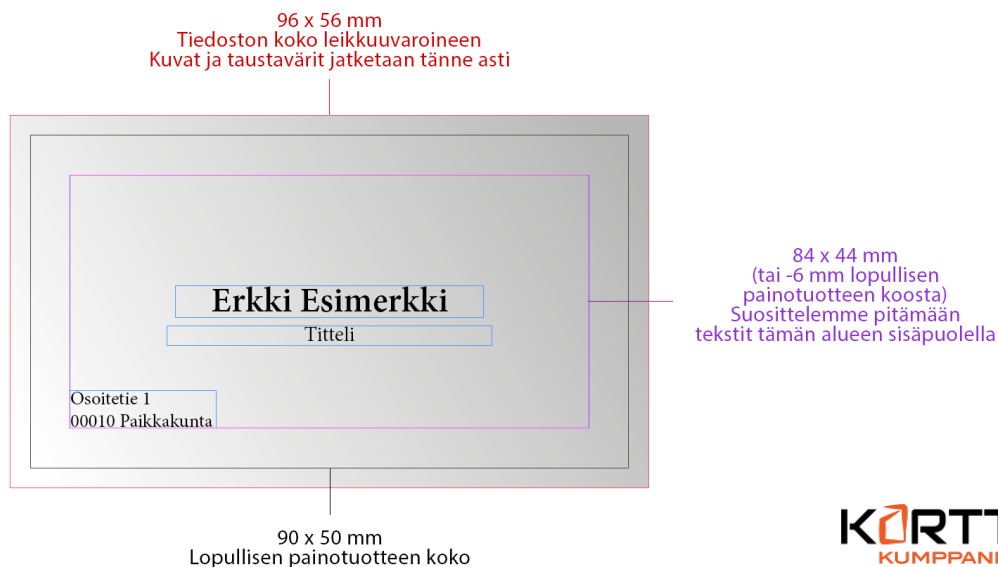 96 x 56 mm
Tiedoston koko leikkuuvaroineen
Kuvat ja taustavärit jatketaan tänne asti
Erkki Esimerkki
Titteli
Osoitetie 1
00010 Paikkakunta
84 x 44 mm
(tai -6 mm lopullisen
painotuotteen koosta)
Suosittelemme pitämään
tekstit tämän alueen sisäpuolella
90 x 50 mm
Lopullisen painotuotteen koko